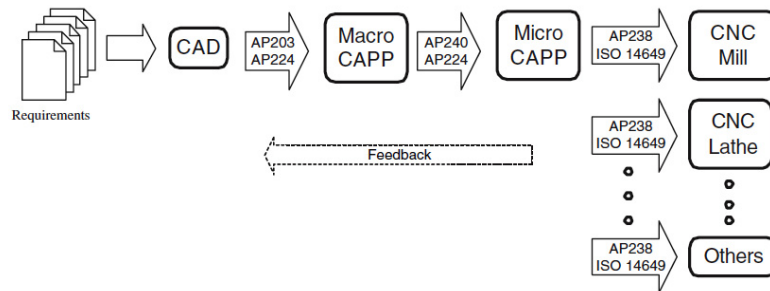 Requirements
CAD
AP203
AP224
Macro
CAPP
AP240
AP224
Micro
CAPP
AP238
ISO 14649
CNC
Mill
Feedback
AP238
ISO 14649
CNC
Lathe
AP238
ISO 14649
Others